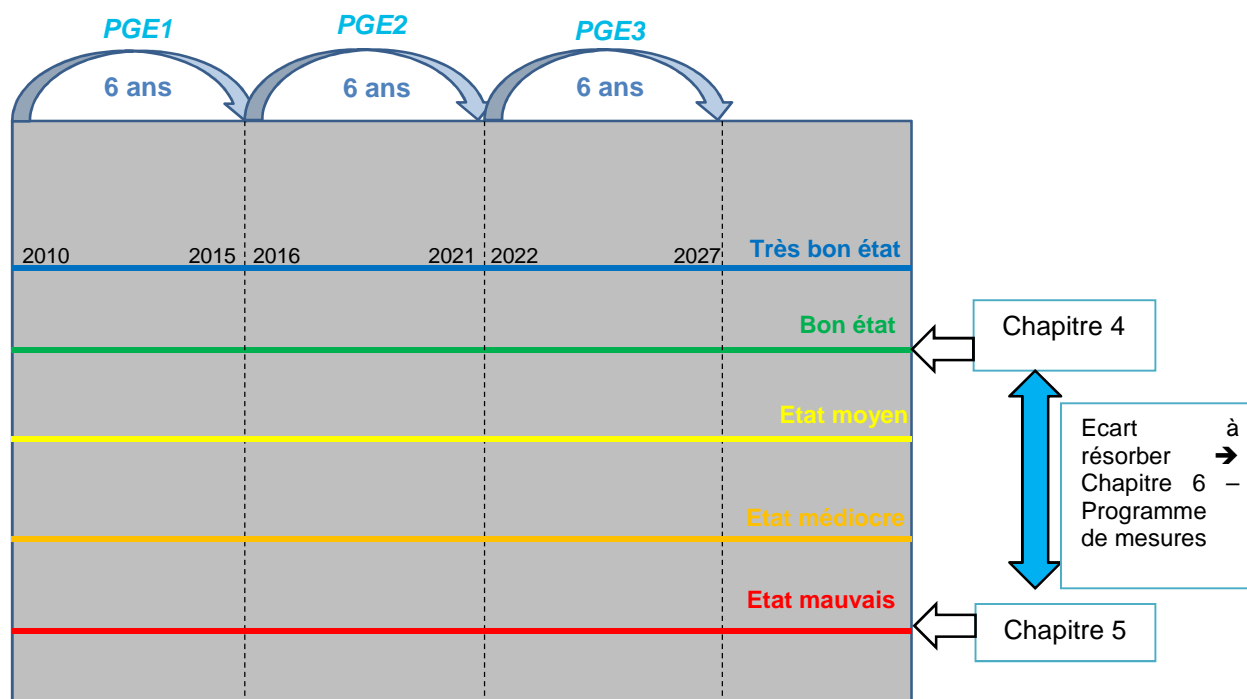 PGE1 PGE2 PGE3
6 ans 6 ans 6 ans
2010 2015 2016 2021 2022 2027 Très bon état
Bon état
Chapitre 4
Etat moyen
Ecart à
résorber ➔
Chapitre 6 –
Programme
de mesures
Etat médiocre
Etat mauvais
Chapitre 5